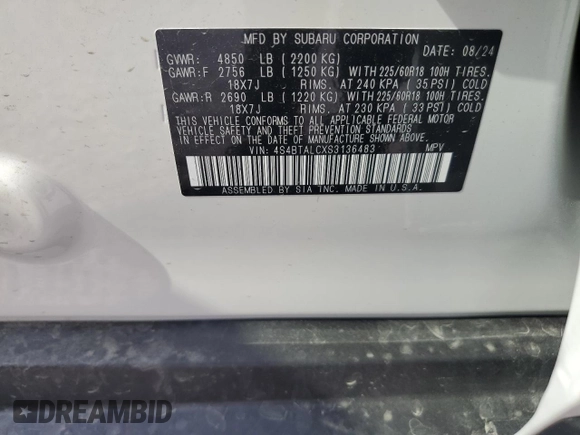 MFD BY SUBARU CORPORATION
DATE: 08/24
GVWR: 4850 LB (2200 KG)
GAWR:F 2756 LB (1250 KG) WITH 225/60R18 100H TIRES.
18X7J RIMS. AT 240 KPA (35 PSI) COLD
GAWR:R 2690 LB (1220 KG) WITH 225/60R18 100H TIRES.
18X7J RIMS. AT 230 KPA (33 PSI) COLD
THIS VEHICLE CONFORMS TO ALL APPLICABLE FEDERAL MOTOR
VEHICLE SAFETY AND THEFT PREVENTION STANDARDS
IN EFFECT ON THE DATE OF MANUFACTURE SHOWN ABOVE.
VIN: 4S4BTALCXS3136483 MPV
ASSEMBLED BY SIA INC. MADE IN U.S.A.
DREAMBID